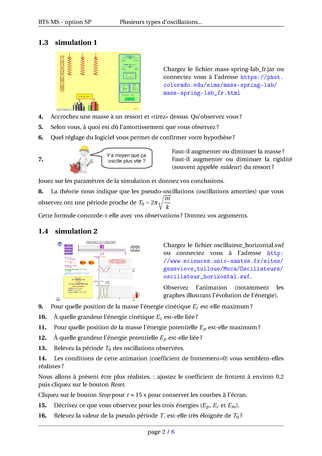 BTS MS - option SP
Plusieurs types d'oscillations...
1.3 simulation 1
Chargez le fichier mass-spring-lab_fr.jar ou
connectez vous à l'adresse https://phet.
colorado.edu/sims/mass-spring-lab/
mass-spring-lab_fr.html
4. Accrochez une masse à un ressort et «tirez» dessus. Qu'observez vous ?
5. Selon vous, à quoi est dû l'amortissement que vous observez ?
6. Quel réglage du logiciel vous permet de confirmer votre hypothèse ?
7.
Y'a moyen que ça
oscille plus vite ?
Faut-il augmenter ou diminuer la masse ?
Faut-il augmenter ou diminuer la rigidité
(souvent appelée raideur) du ressort ?
Jouez sur les paramètres de la simulation et donnez vos conclusions.
8. La théorie nous indique que les pseudo-oscillations (oscillations amorties) que vous
observez ont une période proche de T₀ = 2π√(m/k)
Cette formule concorde-t-elle avec vos observations ? Donnez vos arguments.
1.4 simulation 2
Chargez le fichier oscillateur_horizontal.swf
ou connectez vous à l'adresse http:
//www.sciences.univ-nantes.fr/sites/
genevieve_tulloue/Meca/Oscillateurs/
oscillateur_horizontal.swf.
Observez l'animation (notamment les
graphes illustrant l'évolution de l'énergie).
9. Pour quelle position de la masse l'énergie cinétique Ec est-elle maximum ?
10. À quelle grandeur l'énergie cinétique Ec est-elle liée ?
11. Pour quelle position de la masse l'énergie potentielle Ep est-elle maximum ?
12. À quelle grandeur l'énergie potentielle Ep est-elle liée ?
13. Relevez la période T₀ des oscillations observées.
14. Les conditions de cette animation (coefficient de frottement=0) vous semblent-elles
réalistes ?
Nous allons à présent être plus réalistes. : ajustez le coefficient de frottent à environ 0,2
puis cliquez sur le bouton Reset.
Cliquez sur le bouton Stop pour t ≈ 15 s pour conserver les courbes à l'écran.
15. Décrivez ce que vous observez pour les trois énergies (Ep, Ec et Em).
16. Relevez la valeur de la pseudo période T. est-elle très éloignée de T₀ ?
page 2 / 6